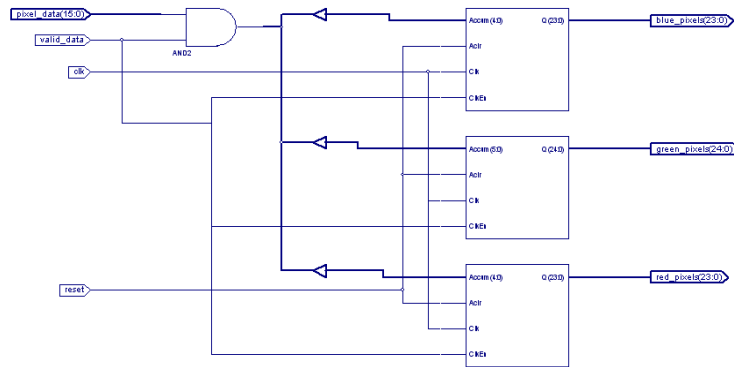 pixel_data(15:0)
valid_data
AND2
clk
reset
Accum (4:0) Q (23:0)
Aclr
Clk
ClkEn
blue_pixels(23:0)
Accum (5:0) Q (24:0)
Aclr
Clk
ClkEn
green_pixels(24:0)
Accum (4:0) Q (23:0)
Aclr
Clk
ClkEn
red_pixels(23:0)